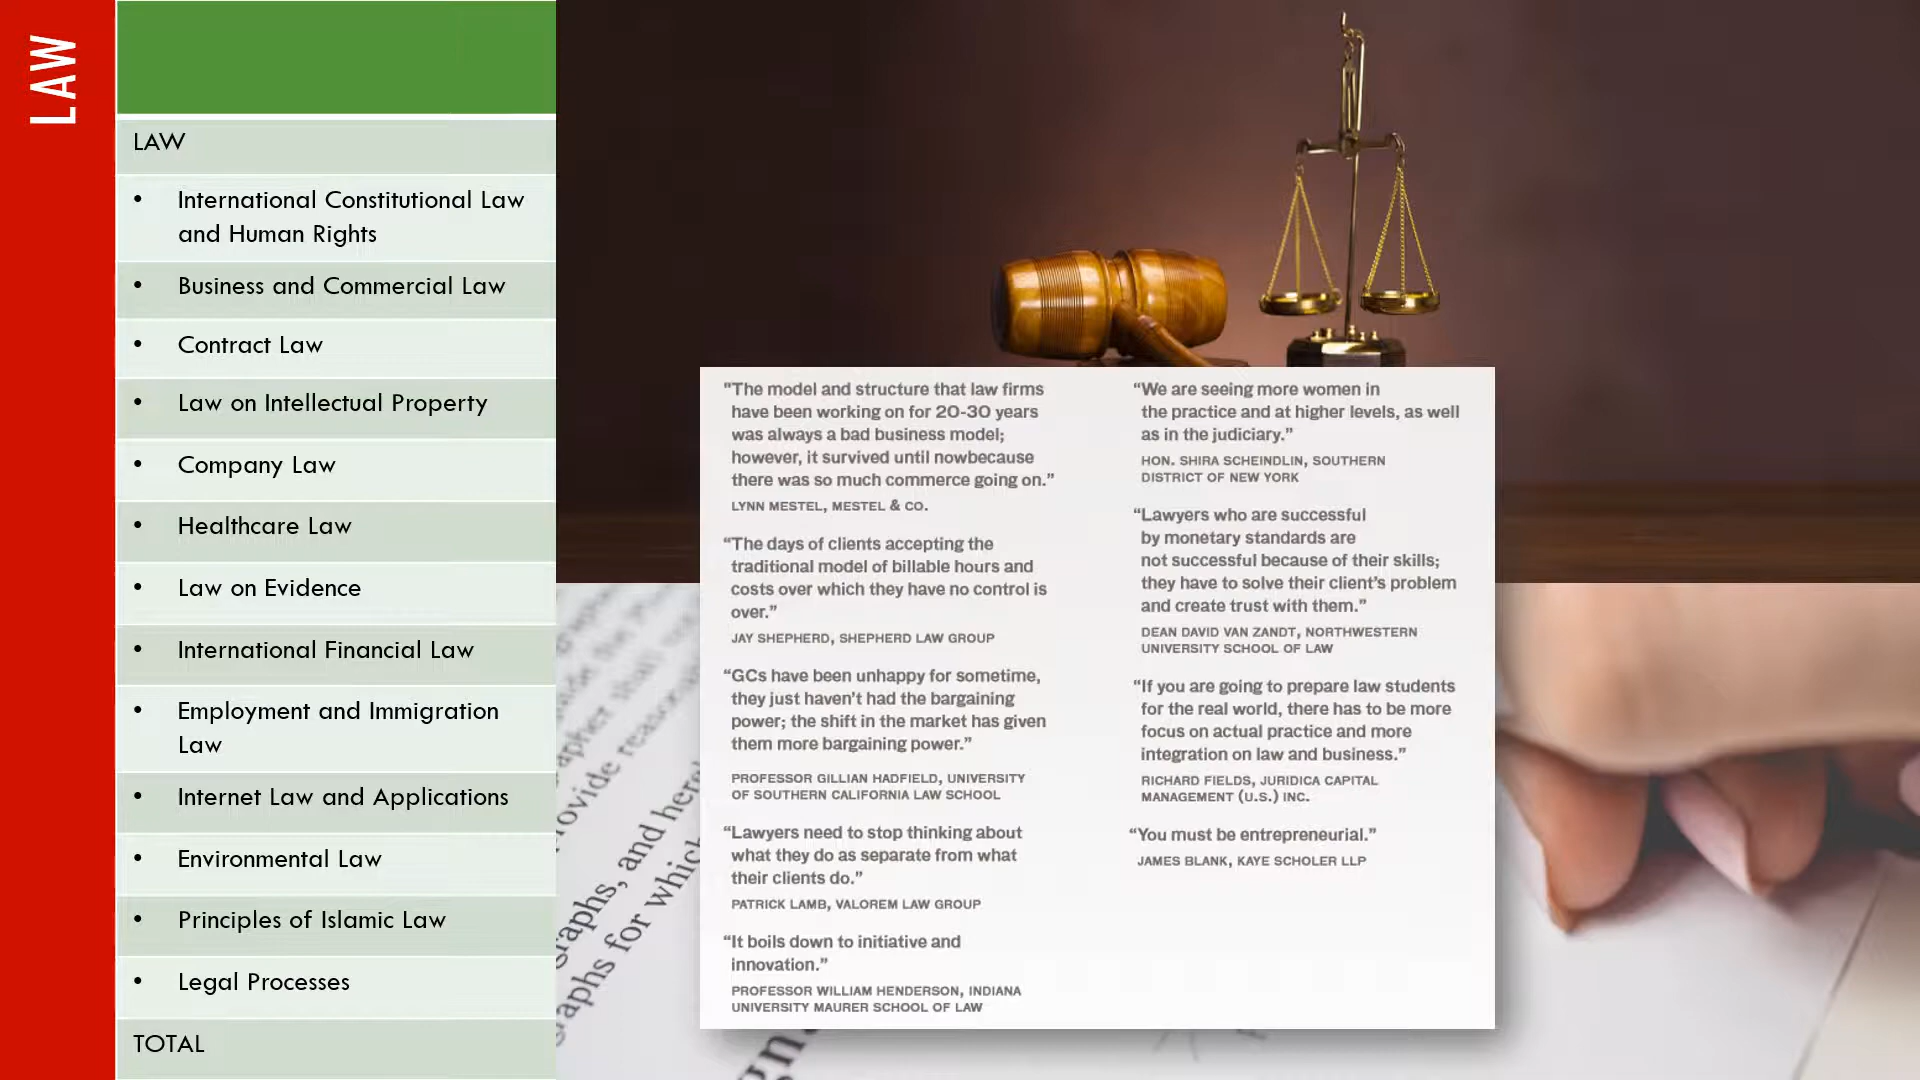 LAW
LAW
• International Constitutional Law
and Human Rights
• Business and Commercial Law
• Contract Law
• Law on Intellectual Property
• Company Law
• Healthcare Law
• Law on Evidence
• International Financial Law
• Employment and Immigration
Law
• Internet Law and Applications
• Environmental Law
• Principles of Islamic Law
• Legal Processes
TOTAL
"The model and structure that law firms
have been working on for 20-30 years
was always a bad business model;
however, it survived until nowbecause
there was so much commerce going on.”
LYNN MESTEL, MESTEL & CO.
“The days of clients accepting the
traditional model of billable hours and
costs over which they have no control is
over.”
JAY SHEPHERD, SHEPHERD LAW GROUP
“GCs have been unhappy for sometime,
they just haven’t had the bargaining
power; the shift in the market has given
them more bargaining power.”
PROFESSOR GILLIAN HADFIELD, UNIVERSITY
OF SOUTHERN CALIFORNIA LAW SCHOOL
“Lawyers need to stop thinking about
what they do as separate from what
their clients do.”
PATRICK LAMB, VALOREM LAW GROUP
“It boils down to initiative and
innovation.”
PROFESSOR WILLIAM HENDERSON, INDIANA
UNIVERSITY MAURER SCHOOL OF LAW
“We are seeing more women in
the practice and at higher levels, as well
as in the judiciary.”
HON. SHIRA SCHEINDLIN, SOUTHERN
DISTRICT OF NEW YORK
“Lawyers who are successful
by monetary standards are
not successful because of their skills;
they have to solve their client’s problem
and create trust with them.”
DEAN DAVID VAN ZANDT, NORTHWESTERN
UNIVERSITY SCHOOL OF LAW
“If you are going to prepare law students
for the real world, there has to be more
focus on actual practice and more
integration on law and business.”
RICHARD FIELDS, JURIDICA CAPITAL
MANAGEMENT (U.S.) INC.
“You must be entrepreneurial.”
JAMES BLANK, KAYE SCHOLER LLP
graphs, and here
graphs for which